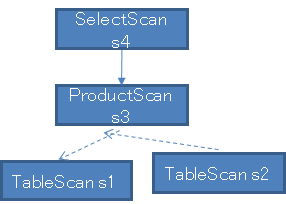 SelectScan
s4
ProductScan
s3
TableScan s1
TableScan s2